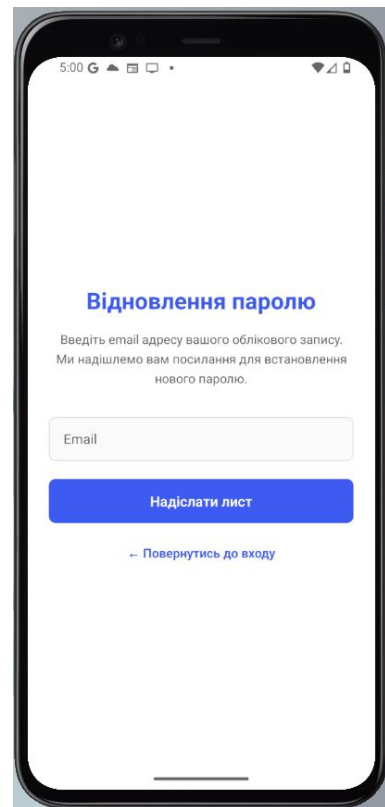 5:00 G
Відновлення паролю
Введіть email адресу вашого облікового запису.
Ми надішлемо вам посилання для встановлення
нового паролю.
Email
Надіслати лист
← Повернутись до входу